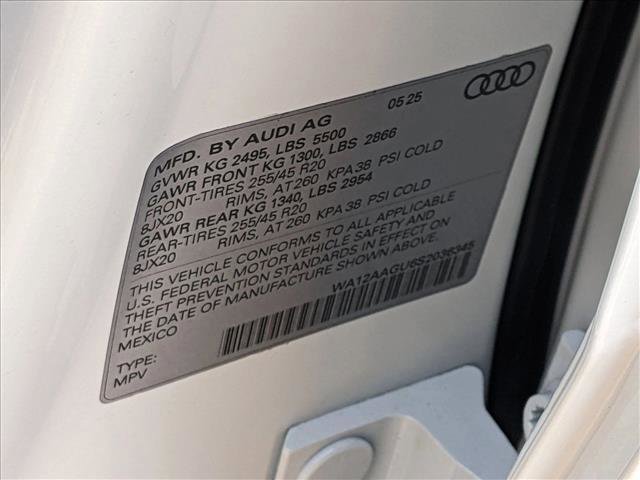 MFD. BY AUDI AG 05 25
GVWR KG 2495, LBS 5500
GAWR FRONT KG 1300, LBS 2866
FRONT-TIRES 255/45 R20
8JX20 RIMS, AT 260 KPA 38 PSI COLD
GAWR REAR KG 1340, LBS 2954
REAR-TIRES 255/45 R20
8JX20 RIMS, AT 260 KPA 38 PSI COLD
THIS VEHICLE CONFORMS TO ALL APPLICABLE
U.S. FEDERAL MOTOR VEHICLE SAFETY AND
THEFT PREVENTION STANDARDS IN EFFECT ON
THE DATE OF MANUFACTURE SHOWN ABOVE
MEXICO WA12AAGU6S2036345
TYPE:
MPV